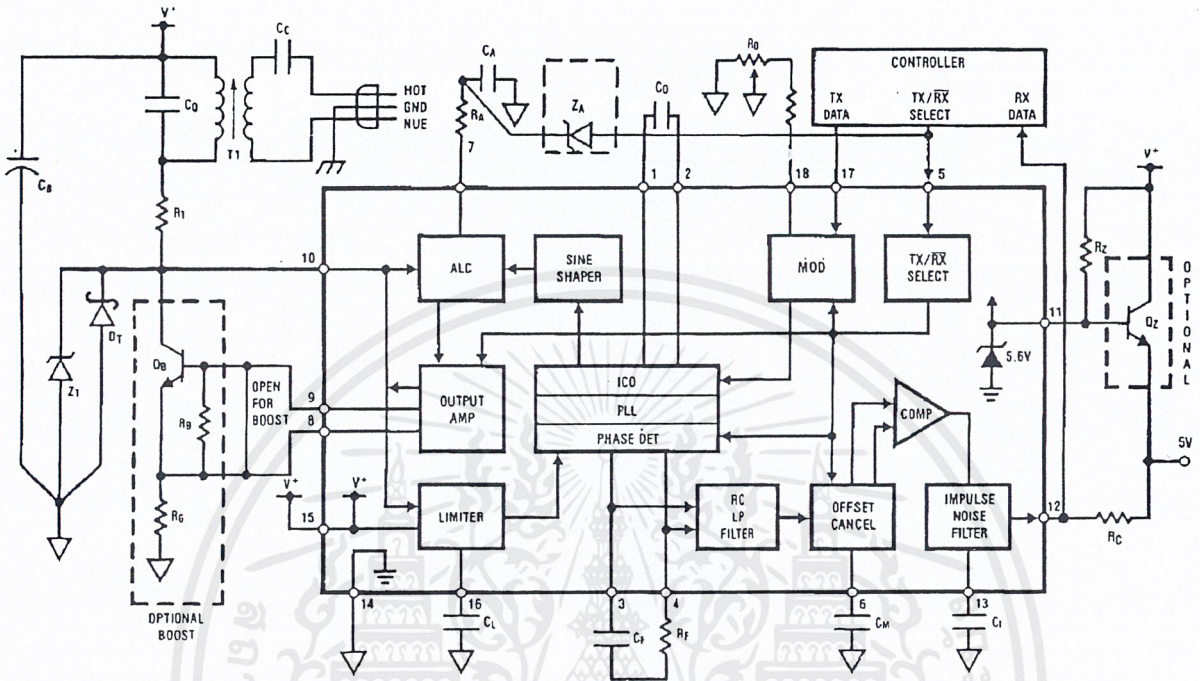 V+
CC
CQ
T1
HOT
GND
NUE
CB
RT
ZT
DT
QB
RB
RG
OPEN FOR BOOST
OPTIONAL BOOST
CA
RA
7
ZA
CO
RO
1
2
18
17
5
CONTROLLER
TX DATA
TX/RX SELECT
RX DATA
V+
RZ
QZ
OPTIONAL
5V
RC
10
9
8
15
14
16
3
4
6
13
11
12
ALC
SINE SHAPER
MOD
TX/RX SELECT
OUTPUT AMP
ICO
PLL
PHASE DET
COMP
5.6V
V+
V+
LIMITER
RC LP FILTER
OFFSET CANCEL
IMPULSE NOISE FILTER
CL
CF
RF
CM
CI